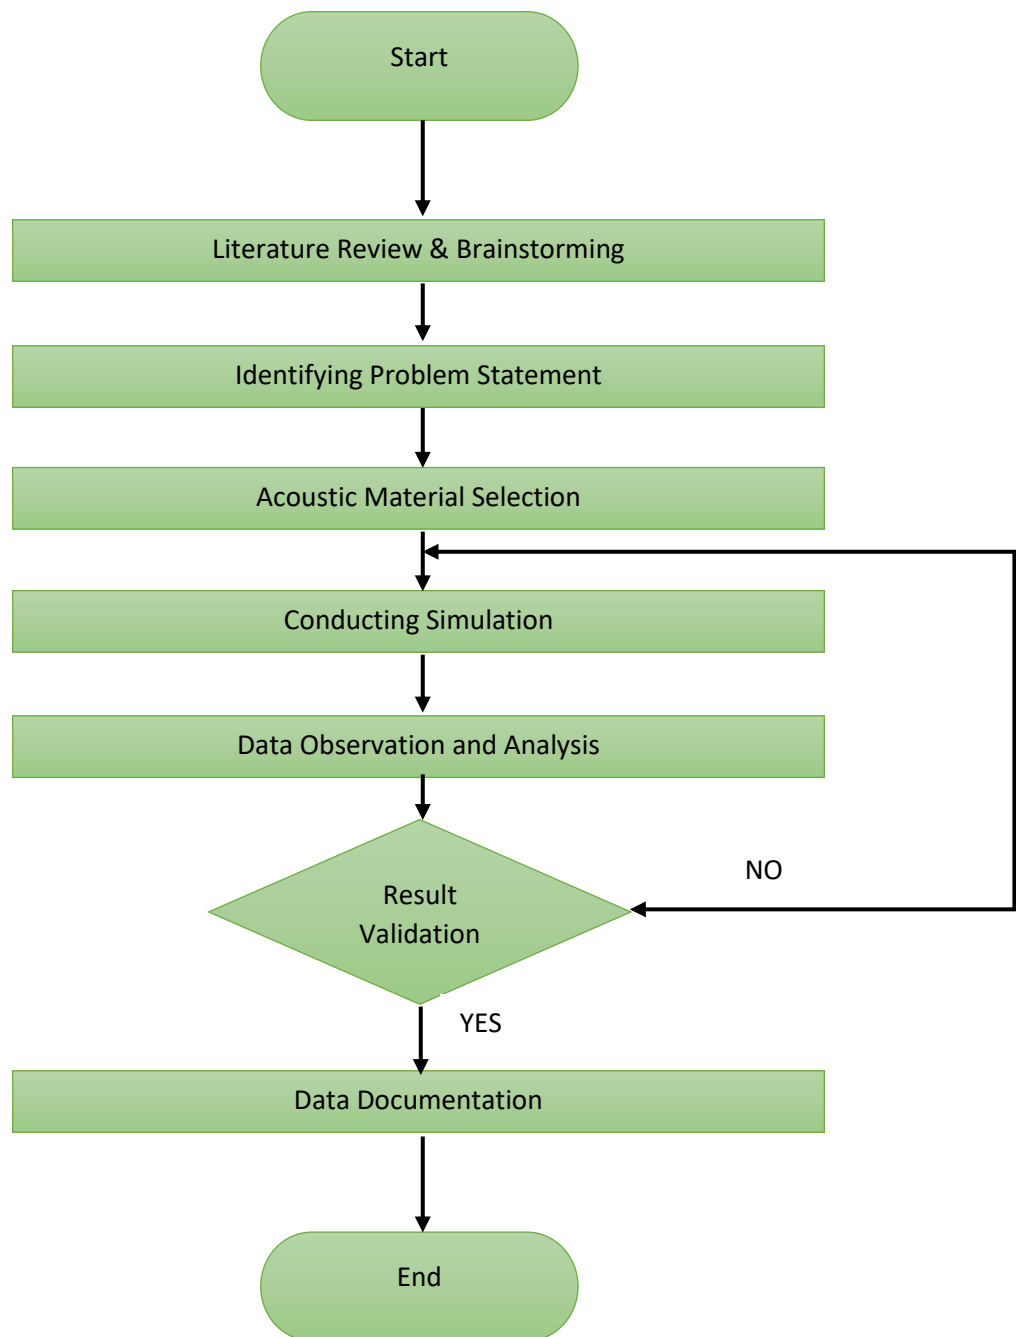 Start
Literature Review & Brainstorming
Identifying Problem Statement
Acoustic Material Selection
Conducting Simulation
Data Observation and Analysis
Result
Validation
NO
YES
Data Documentation
End